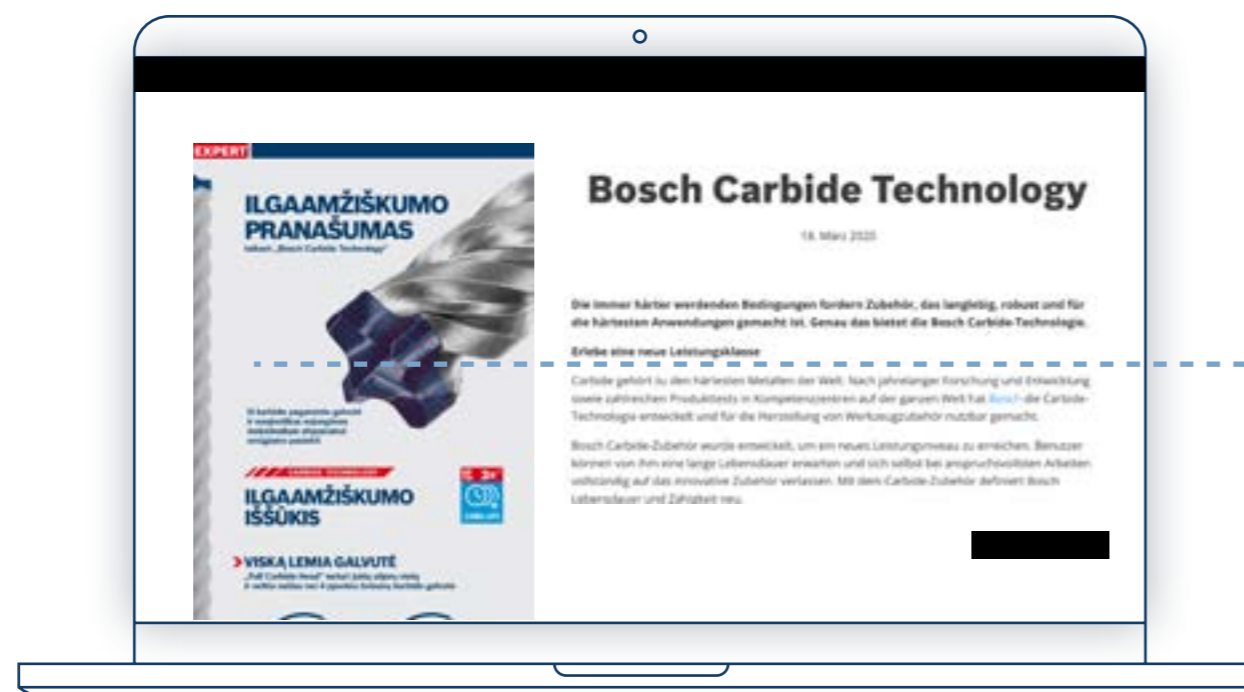 EXPERT
ILGAAMŽIŠKUMO
PRANAŠUMAS
taikant „Bosch Carbide Technology“
CARBIDE TECHNOLOGY
ILGAAMŽIŠKUMO
IŠŠŪKIS
VISKĄ LEMIA GALVUTĖ
Bosch Carbide Technology
18. März 2020
Die immer härter werdenden Bedingungen fordern Zubehör, das langlebig, robust und für
die härtesten Anwendungen gemacht ist. Genau das bietet die Bosch Carbide-Technologie.
Erlebe eine neue Leistungsklasse
Carbide gehört zu den härtesten Metallen der Welt. Nach jahrelanger Forschung und Entwicklung
sowie zahlreichen Produkttests in Kompetenzzentren auf der ganzen Welt hat Bosch die Carbide-
Technologie entwickelt und für die Herstellung von Werkzeugzubehör nutzbar gemacht.
Bosch Carbide-Zubehör wurde entwickelt, um ein neues Leistungsniveau zu erreichen. Benutzer
können von ihm eine lange Lebensdauer erwarten und sich selbst bei anspruchsvollsten Arbeiten
vollständig auf das innovative Zubehör verlassen. Mit dem Carbide-Zubehör definiert Bosch
Lebensdauer und Zähigkeit neu.